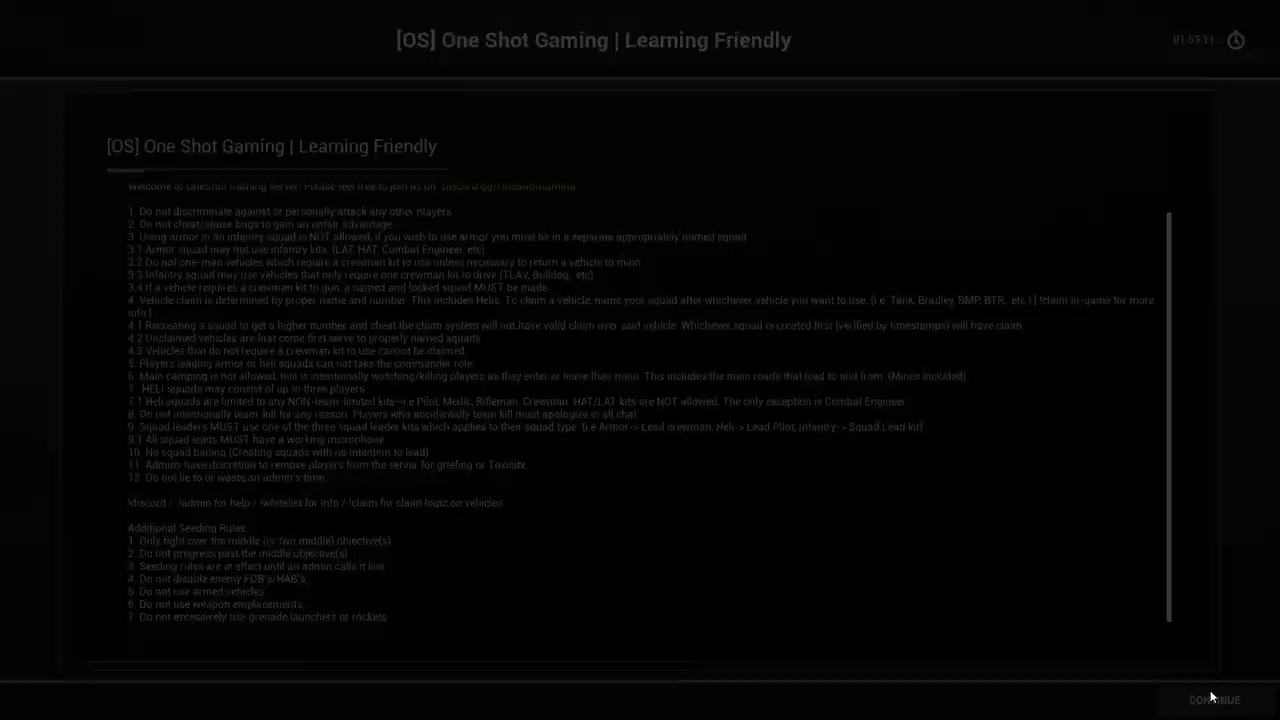 [OS] One Shot Gaming | Learning Friendly
01:53:11
[OS] One Shot Gaming | Learning Friendly
Welcome to OneShot Gaming server! Please feel free to join us on: Discord.gg/OneShotGaming
1. Do not discriminate against or personally attack any other players
2. Do not cheat/abuse bugs to gain an unfair advantage.
3. Using armor in an infantry squad is NOT allowed, if you wish to use armor you must be in a separate appropriately named squad
3.1 Armor squad may not use infantry kits. (LAT, HAT, Combat Engineer, etc)
3.2 Do not one-man vehicles which require a crewman kit to use unless necessary to return a vehicle to main
3.3 Infantry squad may use vehicles that only require one crewman kit to drive (TLAV, Bulldog, etc)
3.4 If a vehicle requires a crewman kit to gun, a named and locked squad MUST be made
4. Vehicle claim is determined by proper name and number. This includes Helis. To claim a vehicle, name your squad after whichever vehicle you want to use. (i.e. Tank, Bradley, BMP, BTR, etc.) [ !claim in-game for more
info ]
4.1 Recreating a squad to get a higher number and cheat the claim system will not have valid claim over said vehicle. Whichever squad is created first (verified by timestamps) will have claim
4.2 Unclaimed vehicles are first come first serve to properly named squads
4.3 Vehicles that do not require a crewman kit to use cannot be claimed.
5. Players leading armor or heli squads can not take the commander role
6. Main camping is not allowed, this is intentionally watching/killing players as they enter or leave their main. This includes the main roads that lead to and from. (Mines included)
7. HELI squads may consist of up to three players
7.1 Heli squads are limited to any NON-team-limited kits--i.e Pilot, Medic, Rifleman, Crewman. HAT/LAT kits are NOT allowed. The only exception is Combat Engineer
8. Do not intentionally team kill for any reason. Players who accidentally team kill must apologize in all chat
9. Squad leaders MUST use one of the three squad leader kits which applies to their squad type. (i.e Armor-> Lead crewman, Heli-> Lead Pilot, Infantry-> Squad Lead kit)
9.1 All squad leads MUST have a working microphone
10. No squad baiting (Creating squads with no intention to lead)
11. Admins have discretion to remove players from the server for griefing or Toxicity.
12. Do not lie to or waste an admin's time.
!discord / !admin for help / !whitelist for info / !claim for claim logic on vehicles
Additional Seeding Rules:
1. Only fight over the middle (or two middle) objective(s)
2. Do not progress past the middle objective(s)
3. Seeding rules are in effect until an admin calls it live
4. Do not disable enemy FOB's/HAB's
5. Do not use armed vehicles
6. Do not use weapon emplacements
7. Do not excessively use grenade launchers or rockets
CONTINUE